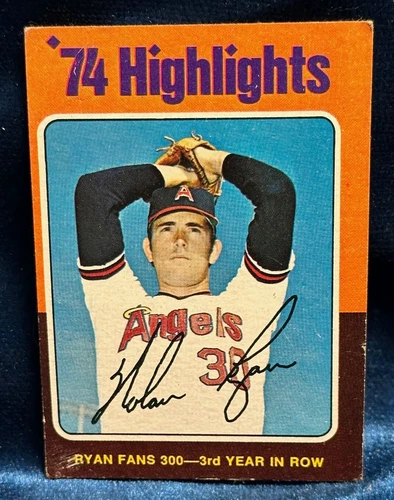 '74 Highlights
A
Angels
30
Nolan Ryan
RYAN FANS 300—3rd YEAR IN ROW